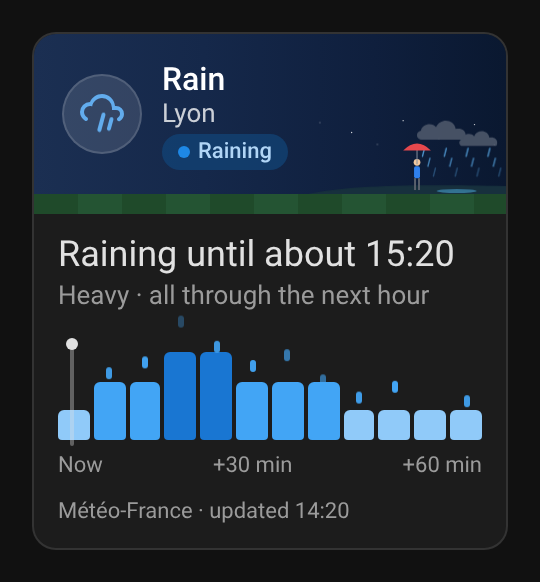 Rain
Lyon
Raining
Raining until about 15:20
Heavy · all through the next hour
Now +30 min +60 min
Météo-France · updated 14:20